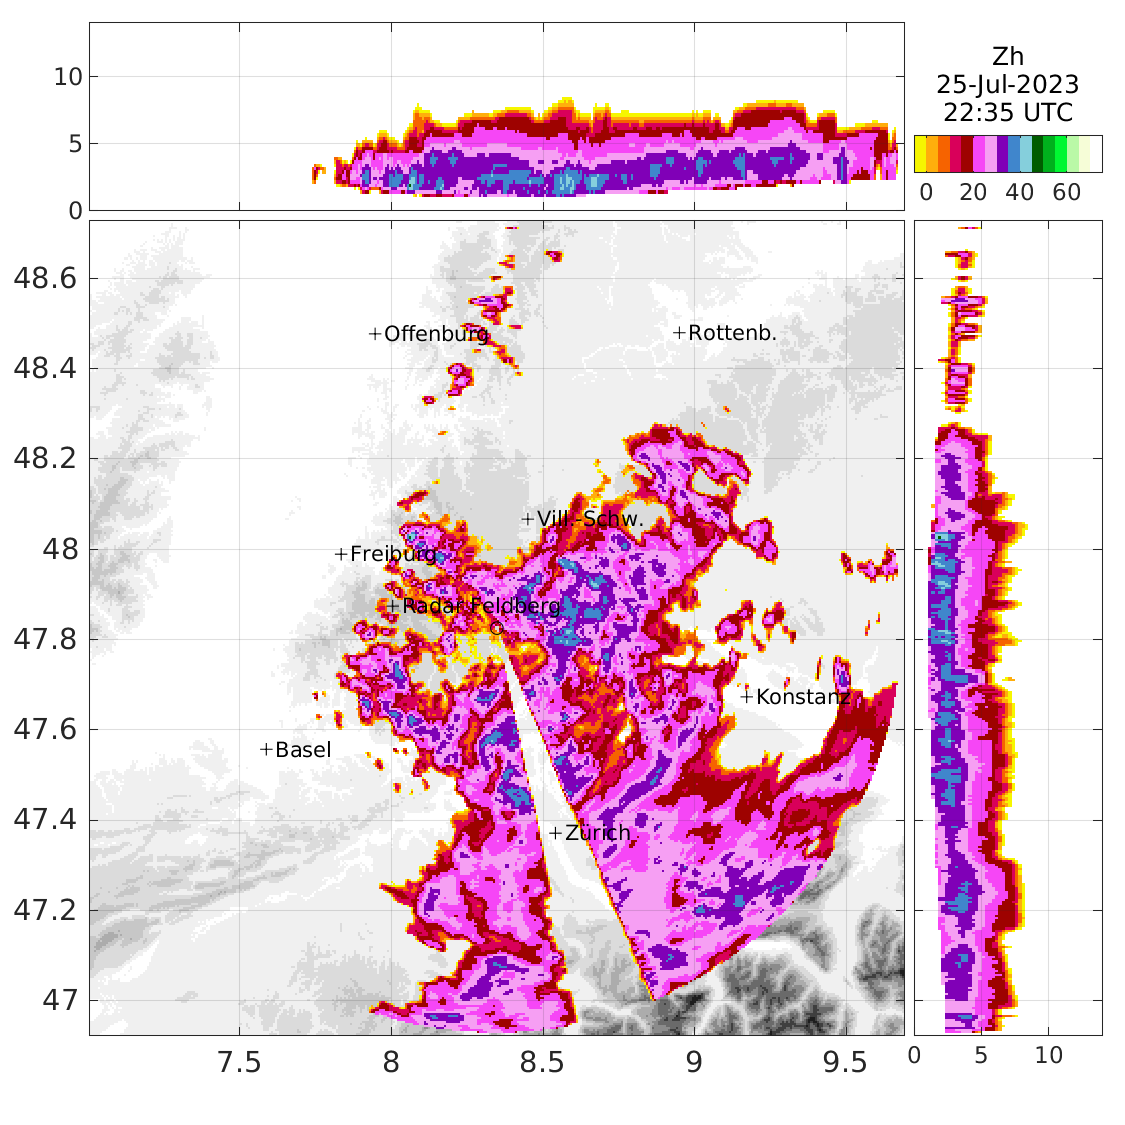 10
5
0
Zh
25-Jul-2023
22:35 UTC
0 20 40 60
48.6
48.4
48.2
48
47.8
47.6
47.4
47.2
47
+Offenburg
+Rottenb.
+Vill.-Schw.
+Freiburg
+Radar Feldberg
+Konstanz
+Basel
+Zürich
7.5 8 8.5 9 9.5
0 5 10